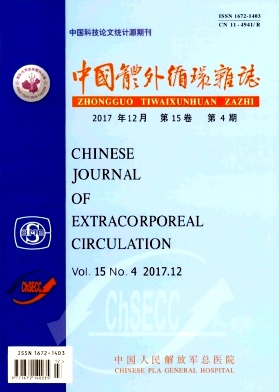 ISSN 1672-1403
CN 11-4941/R
中国科技论文统计源期刊
中國體外循環雜誌
ZHONGGUO TIWAIXUNHUAN ZAZHI
2017 年 12 月 第 15 卷 第 4 期
CHINESE
JOURNAL
OF
EXTRACORPOREAL
CIRCULATION
Vol. 15 No. 4 2017.12
ChSECC
ChSECC
ISSN 1672-1403
中国人民解放军总医院
CHINESE PLA GENERAL HOSPITAL